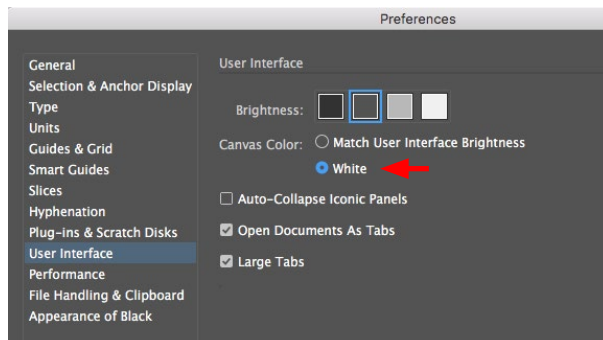 Preferences
General
Selection & Anchor Display
Type
Units
Guides & Grid
Smart Guides
Slices
Hyphenation
Plug-ins & Scratch Disks
User Interface
Performance
File Handling & Clipboard
Appearance of Black
User Interface
Brightness:
Canvas Color: Match User Interface Brightness
White
Auto-Collapse Iconic Panels
Open Documents As Tabs
Large Tabs